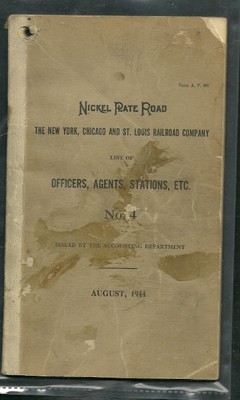 NICKEL PLATE ROAD
THE NEW YORK, CHICAGO AND ST. LOUIS RAILROAD COMPANY
LIST OF
OFFICERS, AGENTS, STATIONS, ETC.
No. 4
ISSUED BY THE ACCOUNTING DEPARTMENT
AUGUST, 1944